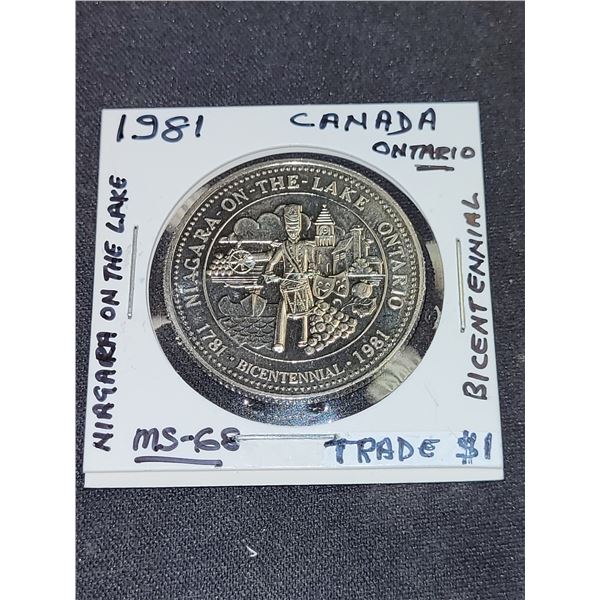 1981 CANADA
ONTARIO
NIAGARA ON THE LAKE
BICENTENNIAL
NIAGARA-ON-THE-LAKE ONTARIO
1781 · BICENTENNIAL · 1981
MS-68
TRADE $1